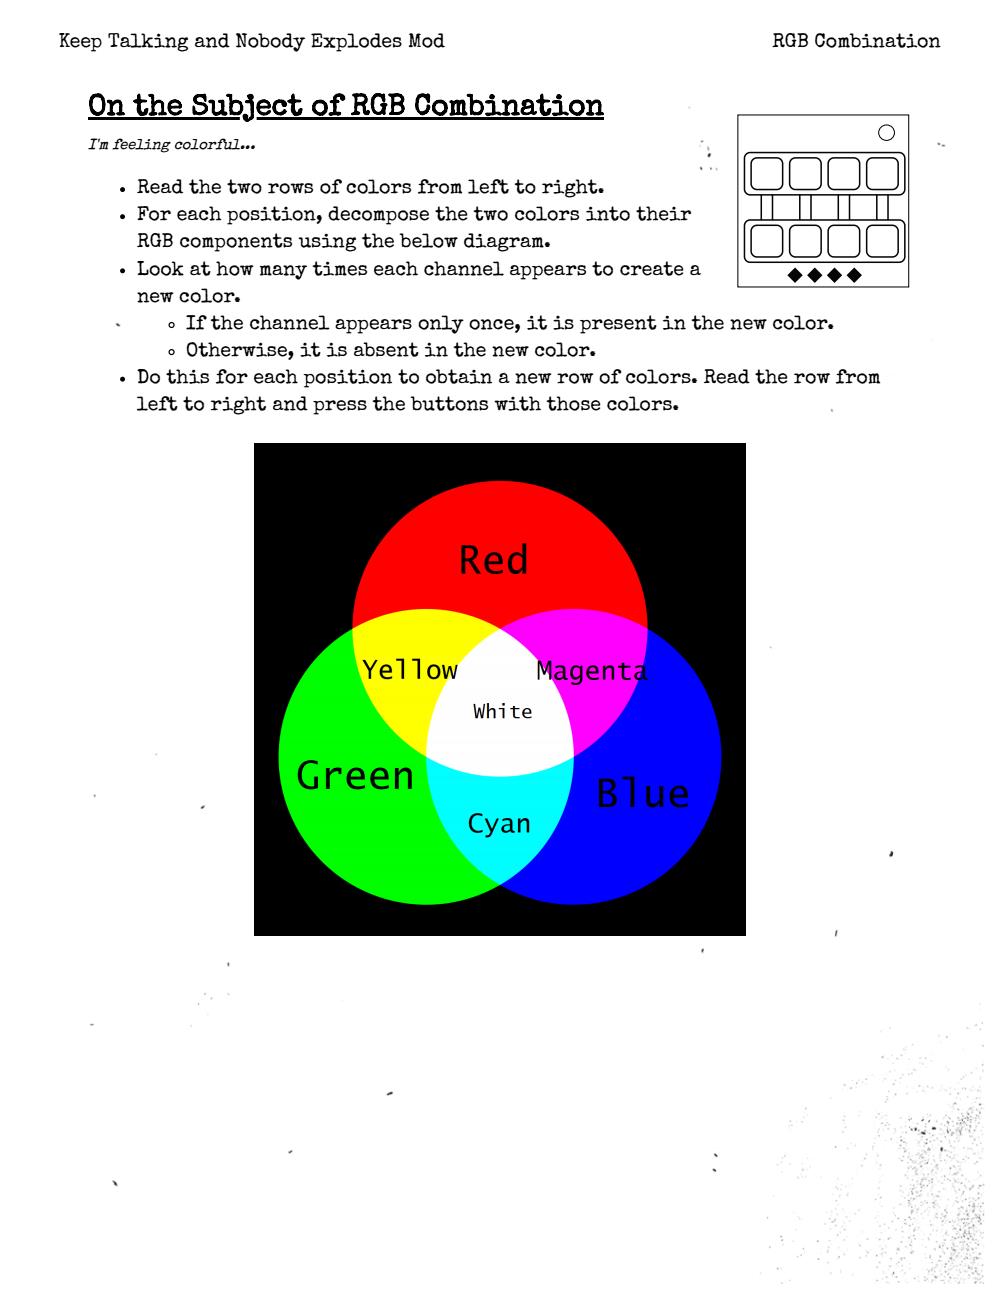 Keep Talking and Nobody Explodes Mod
RGB Combination
On the Subject of RGB Combination
I'm feeling colorful...
• Read the two rows of colors from left to right.
• For each position, decompose the two colors into their
RGB components using the below diagram.
• Look at how many times each channel appears to create a
new color.
◦ If the channel appears only once, it is present in the new color.
◦ Otherwise, it is absent in the new color.
• Do this for each position to obtain a new row of colors. Read the row from
left to right and press the buttons with those colors.
Red
Yellow
Magenta
White
Green
Blue
Cyan